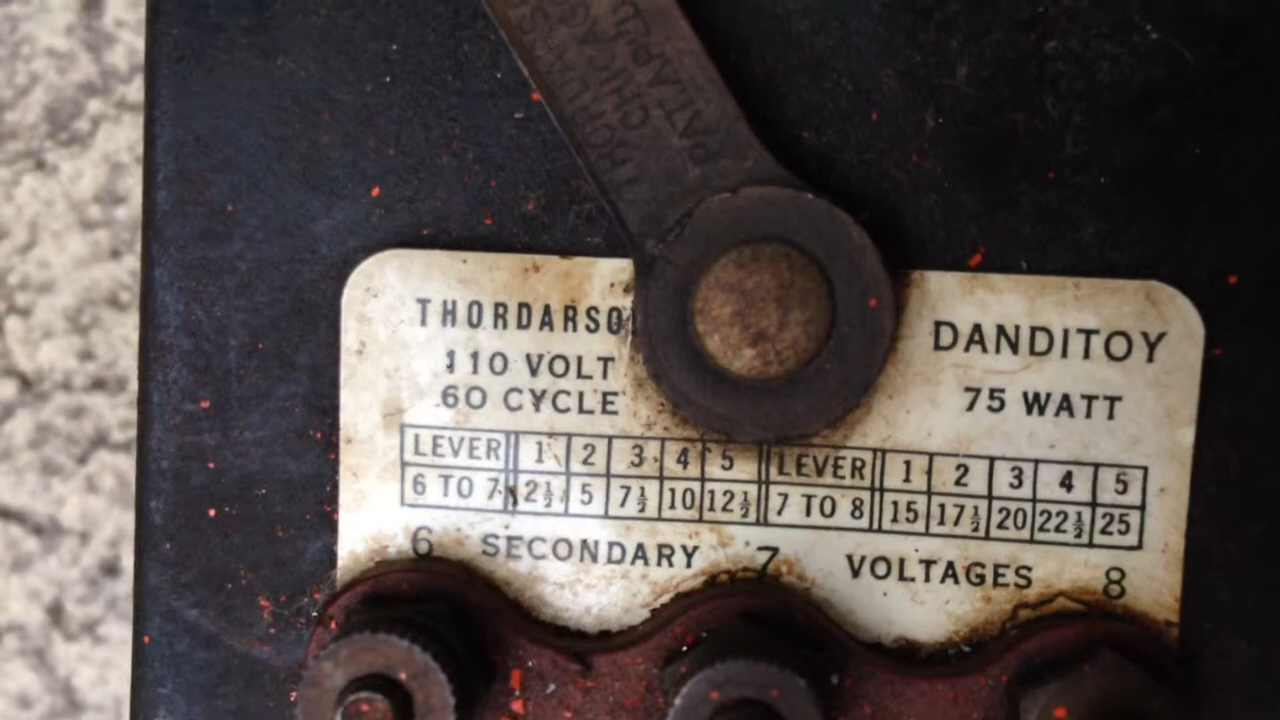 CHICAGO
THORDARSO
DANDITOY
110 VOLT
75 WATT
60 CYCLE
LEVER 1 2 3 4 5 LEVER 1 2 3 4 5
6 TO 7 2½ 5 7½ 10 12½ 7 TO 8 15 17½ 20 22½ 25
6 SECONDARY 7 VOLTAGES 8